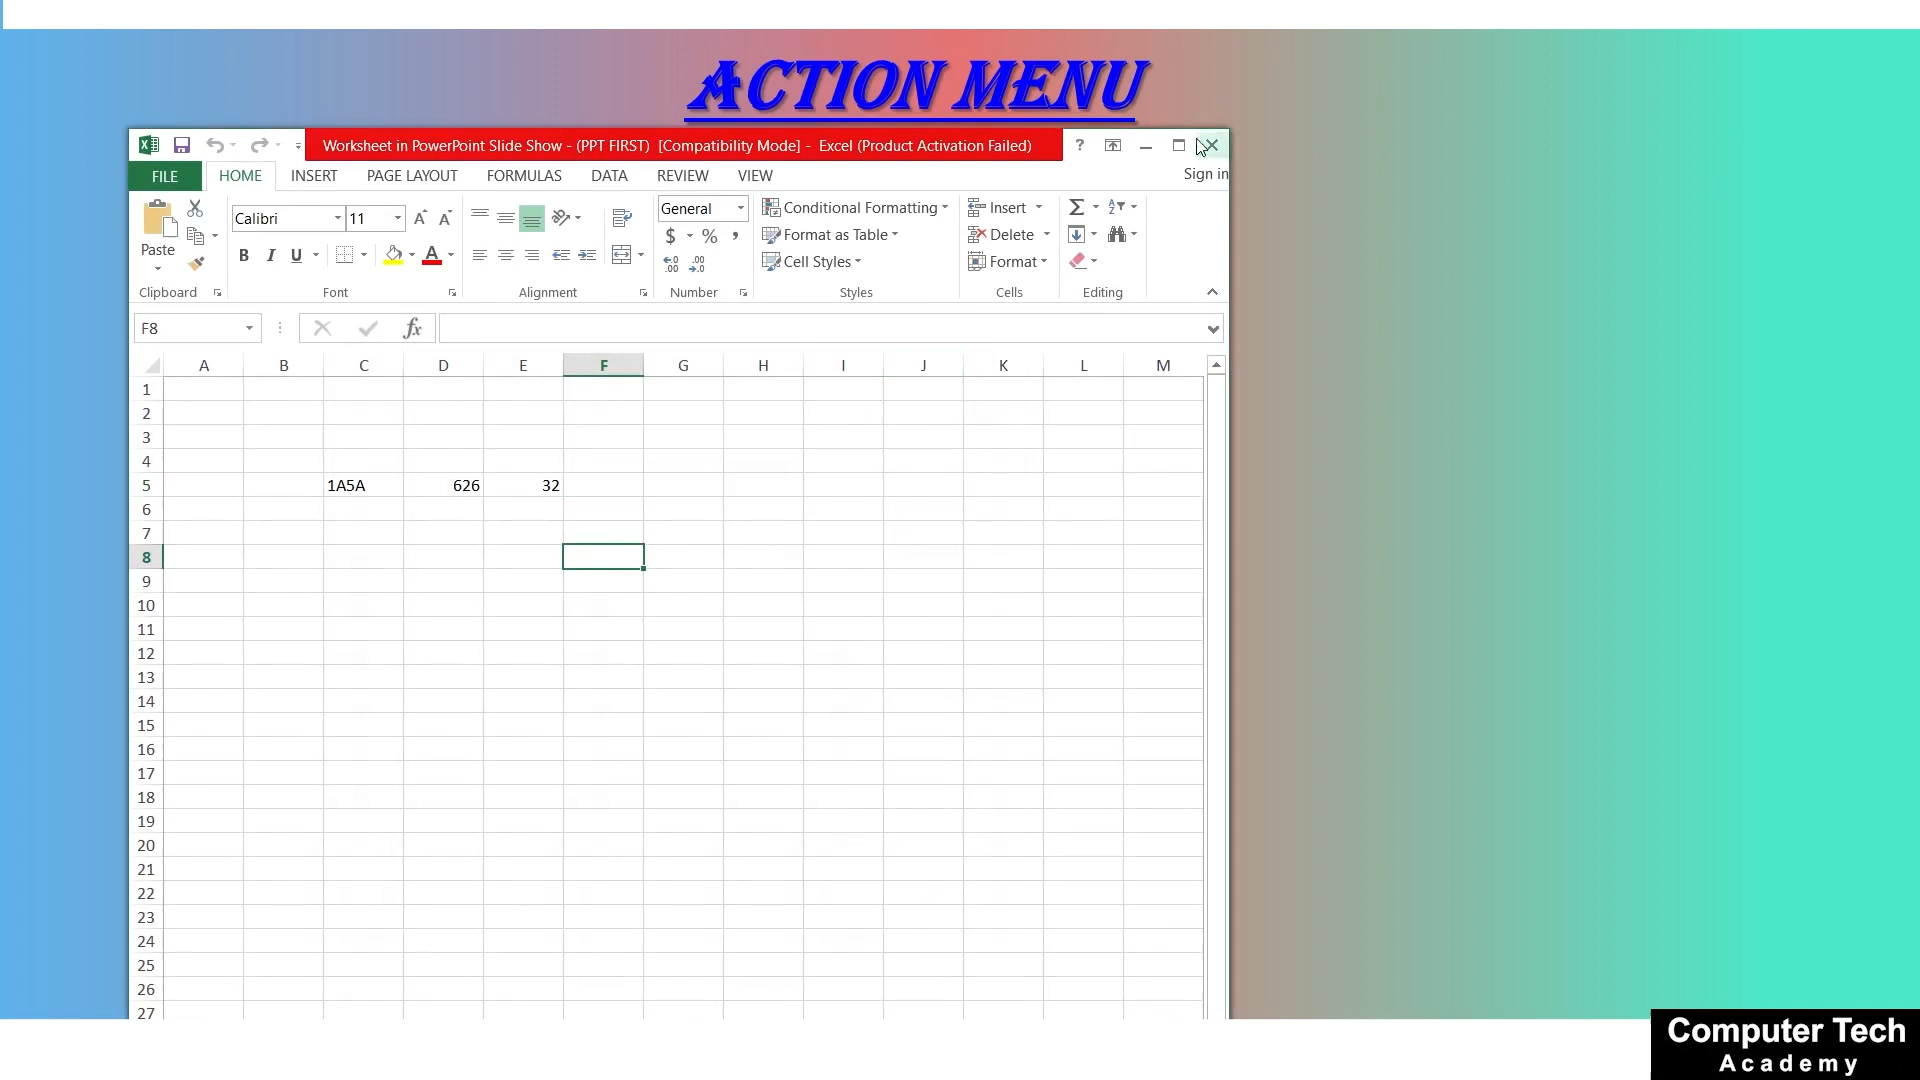 ACTION MENU
Worksheet in PowerPoint Slide Show - (PPT FIRST) [Compatibility Mode] - Excel (Product Activation Failed) ?
Sign in
FILE HOME INSERT PAGE LAYOUT FORMULAS DATA REVIEW VIEW
Paste
Calibri 11
B I U A
General
$ % ,
Conditional Formatting
Format as Table
Cell Styles
Insert
Delete
Format
Clipboard Font Alignment Number Styles Cells Editing
F8 fx
A B C D E F G H I J K L M
1
2
3
4
5 1A5A 626 32
6
7
8
9
10
11
12
13
14
15
16
17
18
19
20
21
22
23
24
25
26
27
Computer Tech
Academy